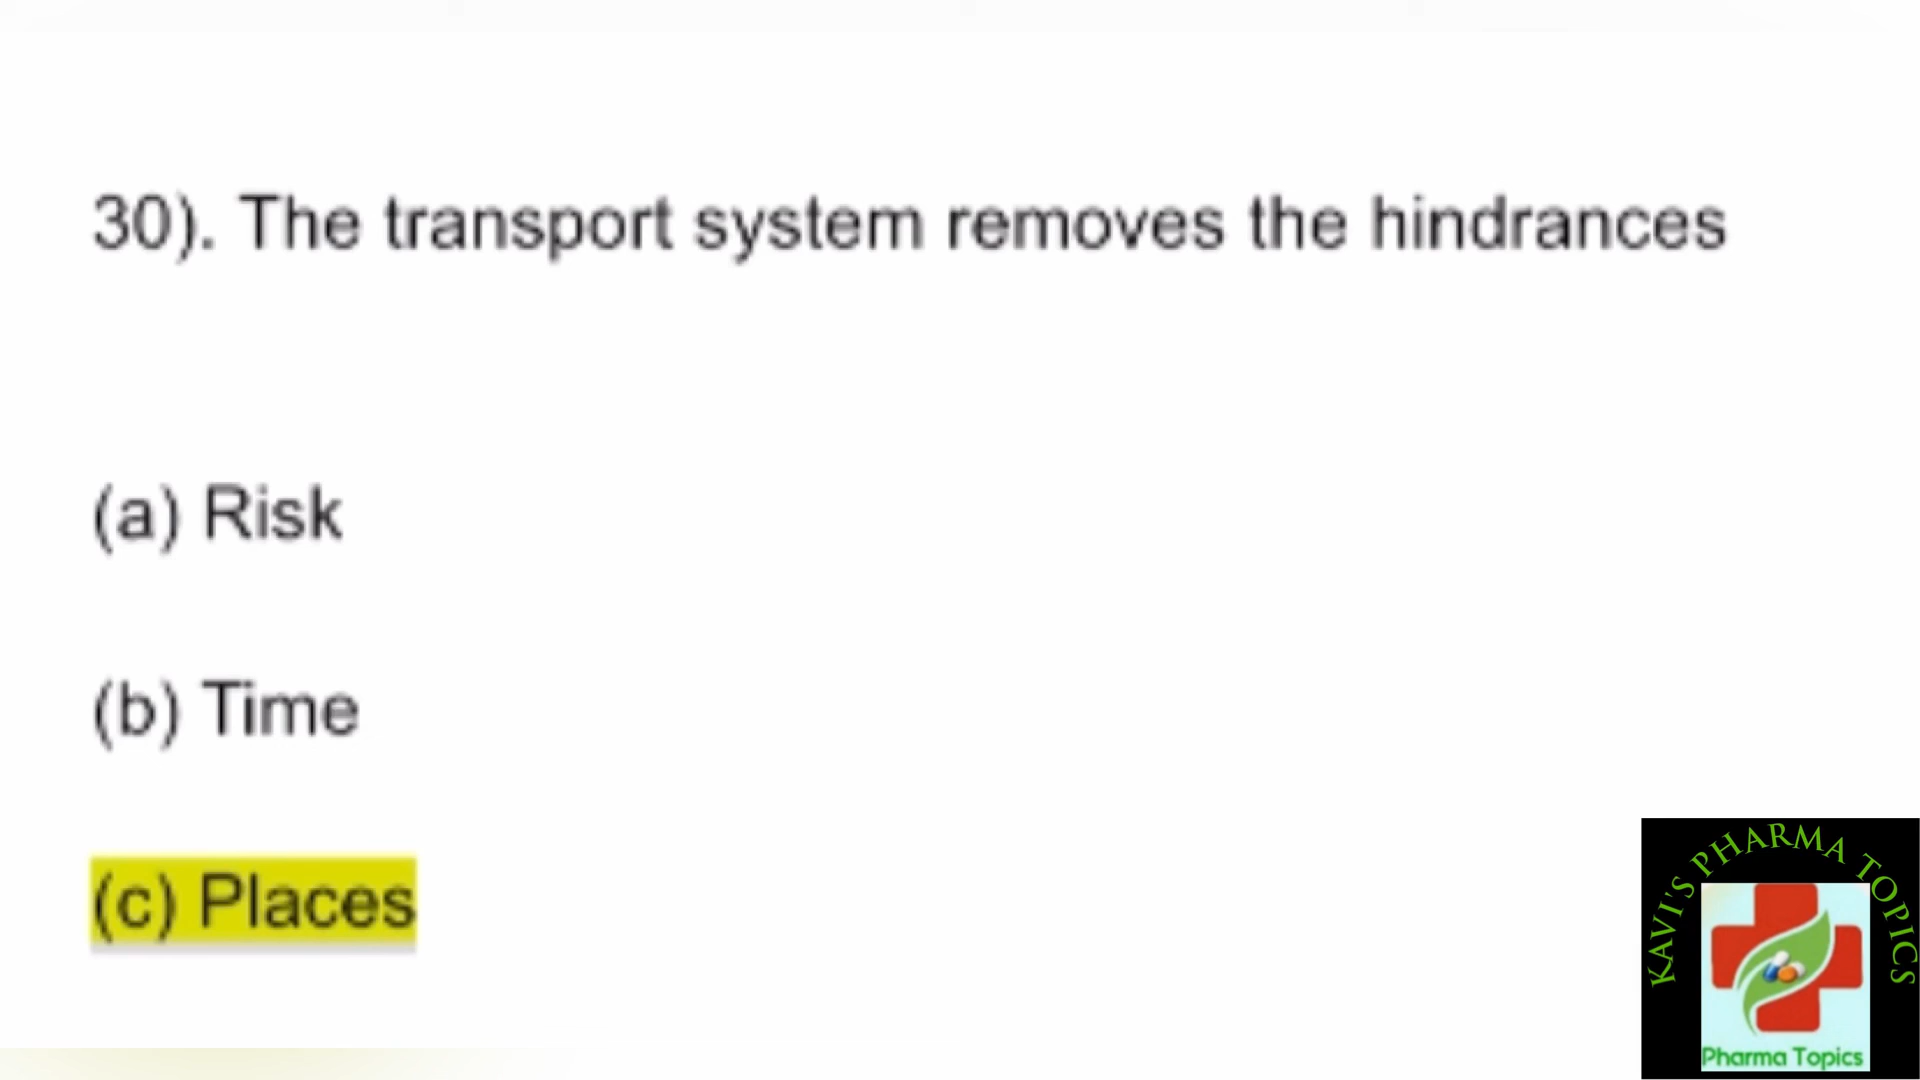 30). The transport system removes the hindrances
(a) Risk
(b) Time
(c) Places
KAVI'S PHARMA TOPICS
Pharma Topics